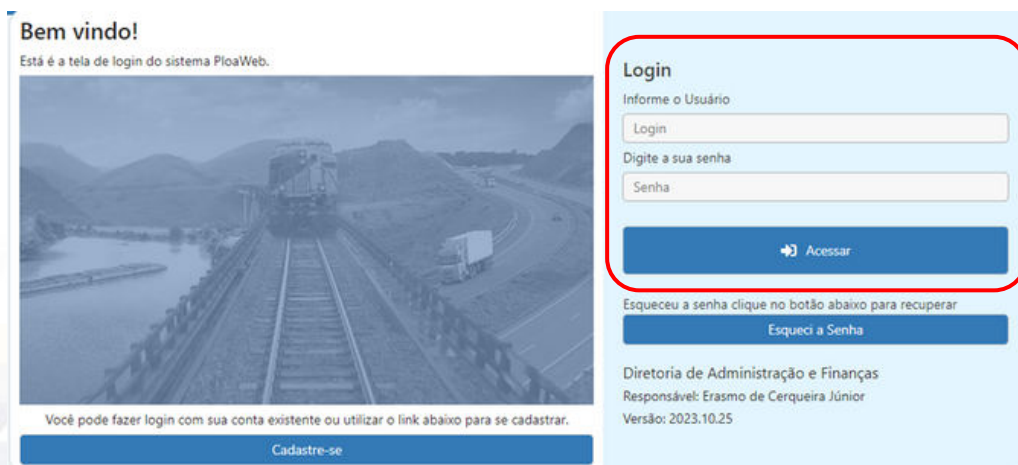 Bem vindo!
Está é a tela de login do sistema PloaWeb.
Você pode fazer login com sua conta existente ou utilizar o link abaixo para se cadastrar.
Cadastre-se
Login
Informe o Usuário
Login
Digite a sua senha
Senha
Acessar
Esqueceu a senha clique no botão abaixo para recuperar
Esqueci a Senha
Diretoria de Administração e Finanças
Responsável: Erasmo de Cerqueira Júnior
Versão: 2023.10.25